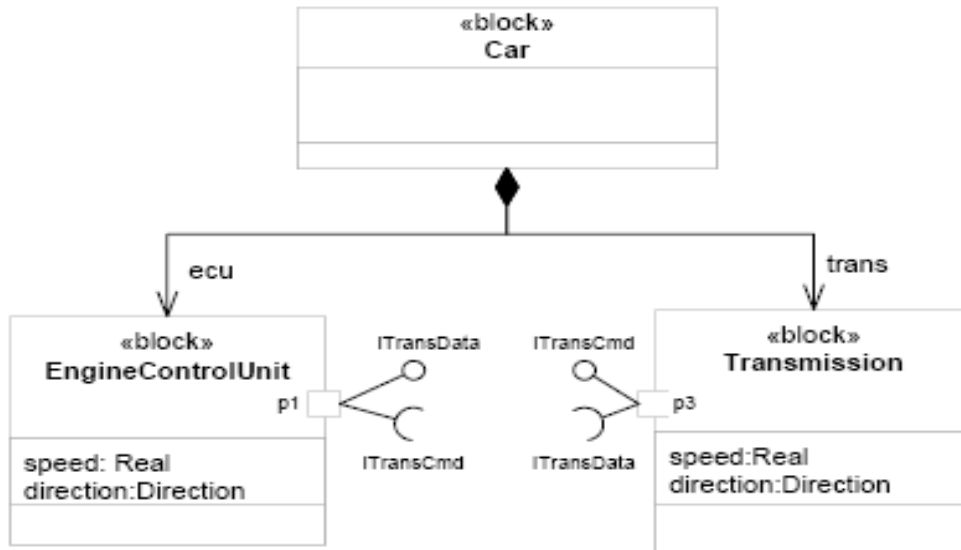 «block»
Car
ecu
trans
«block»
EngineControlUnit
p1
speed: Real
direction:Direction
ITransData
ITransCmd
ITransCmd
ITransData
«block»
Transmission
p3
speed:Real
direction:Direction